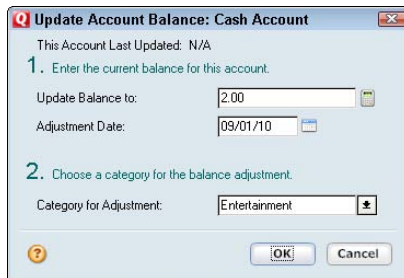 Q Update Account Balance: Cash Account
This Account Last Updated: N/A
1. Enter the current balance for this account.
Update Balance to: 2.00
Adjustment Date: 09/01/10
2. Choose a category for the balance adjustment.
Category for Adjustment: Entertainment
? OK Cancel